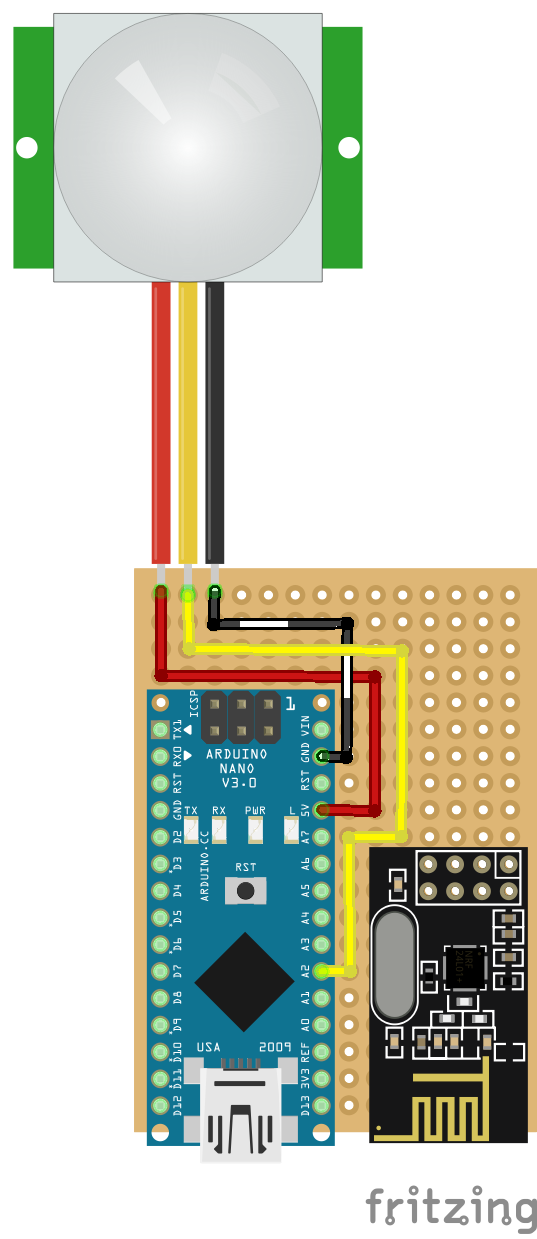 ICSP
1
TX1
RX0
RST
GND
D2
D3
D4
D5
D6
D7
D8
D9
D10
D11
D12
VIN
GND
RST
5V
A7
A6
A5
A4
A3
A2
A1
A0
REF
3V3
D13
ARDUINO
NANO
V3.0
TX RX PWR L
ARDUINO.CC
RST
USA 2009
NRF
24L01+
fritzing